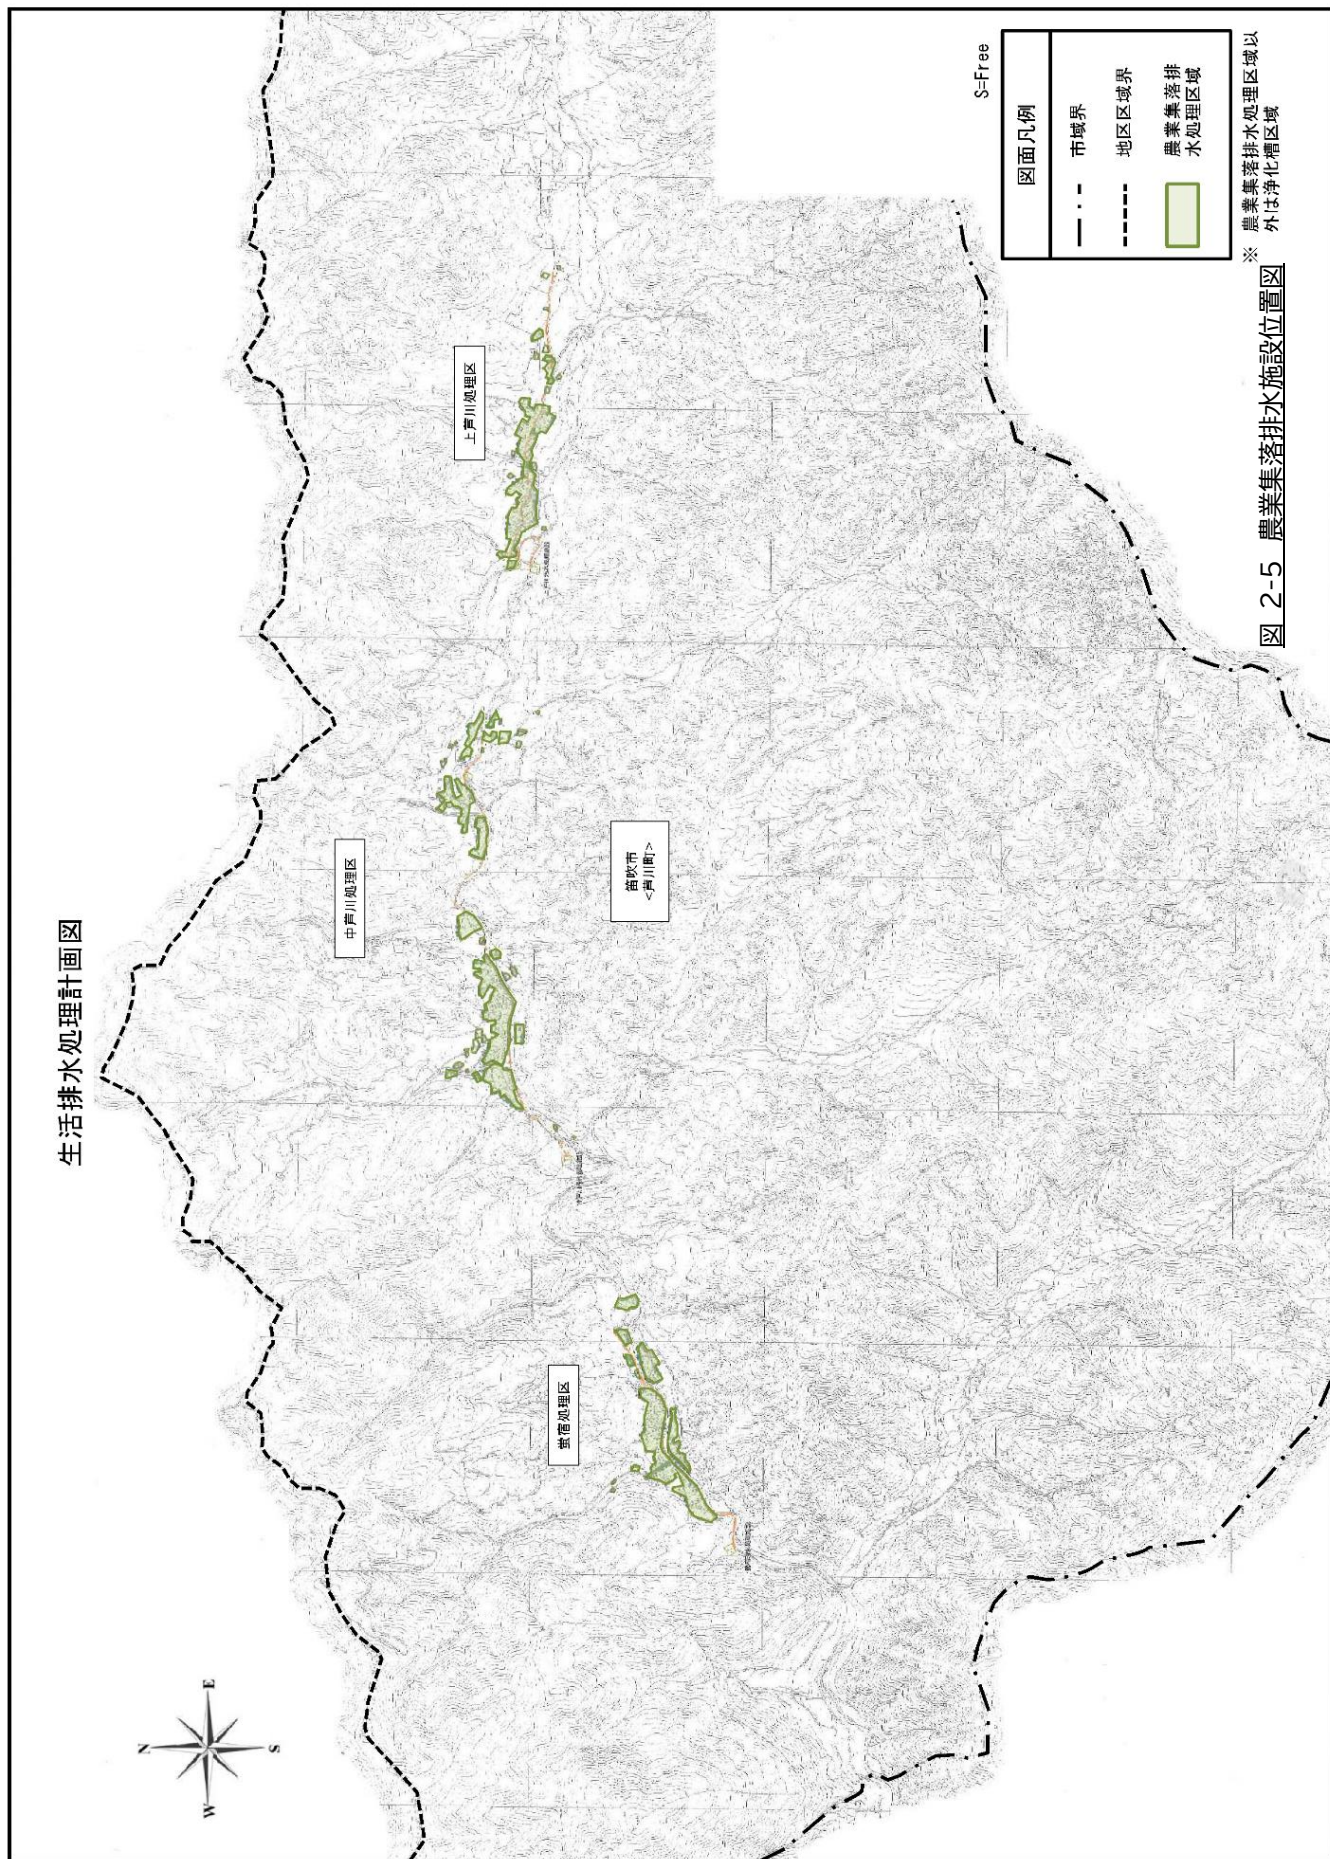 生活排水処理計画図
N
W
E
S
蛍宿処理区
中芦川処理区
上芦川処理区
笛吹市
<芦川町>
S=Free
図面凡例
市域界
地区区域界
農業集落排
水処理区域
※ 農業集落排水処理区域以
外は浄化槽区域
図 2-5 農業集落排水施設位置図